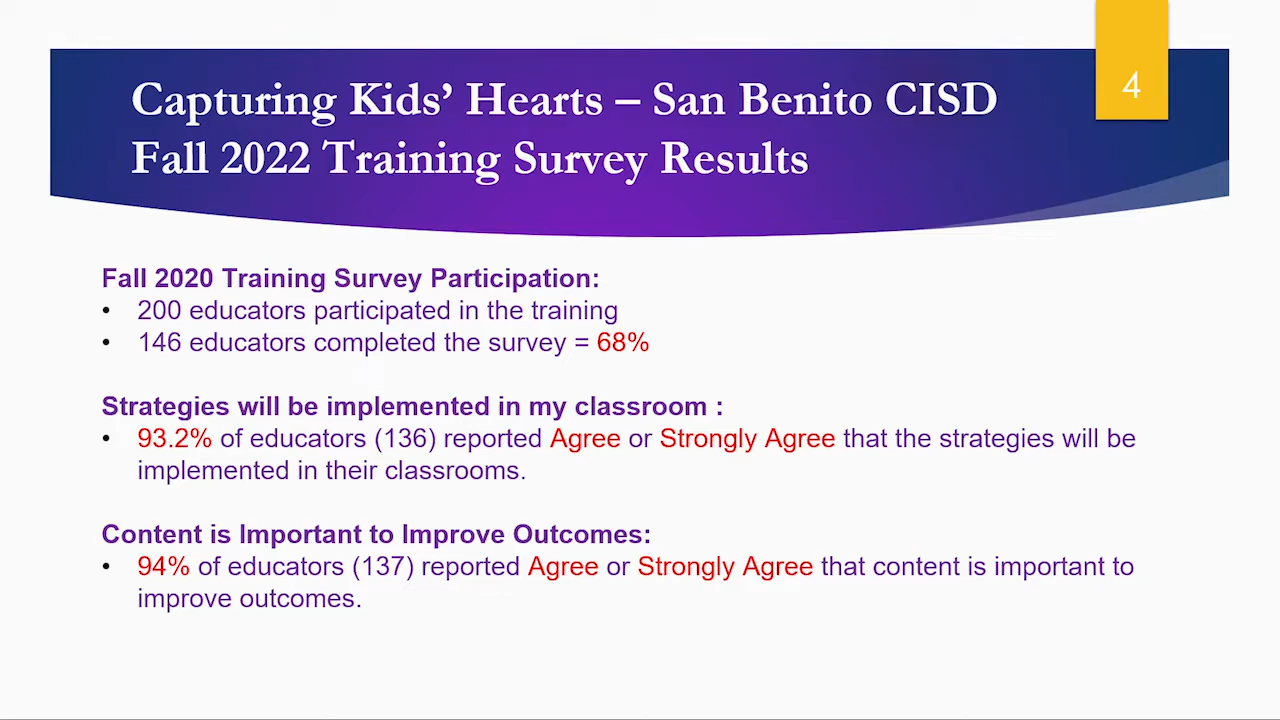 4
Capturing Kids’ Hearts – San Benito CISD
Fall 2022 Training Survey Results
Fall 2020 Training Survey Participation:
• 200 educators participated in the training
• 146 educators completed the survey = 68%
Strategies will be implemented in my classroom :
• 93.2% of educators (136) reported Agree or Strongly Agree that the strategies will be
implemented in their classrooms.
Content is Important to Improve Outcomes:
• 94% of educators (137) reported Agree or Strongly Agree that content is important to
improve outcomes.